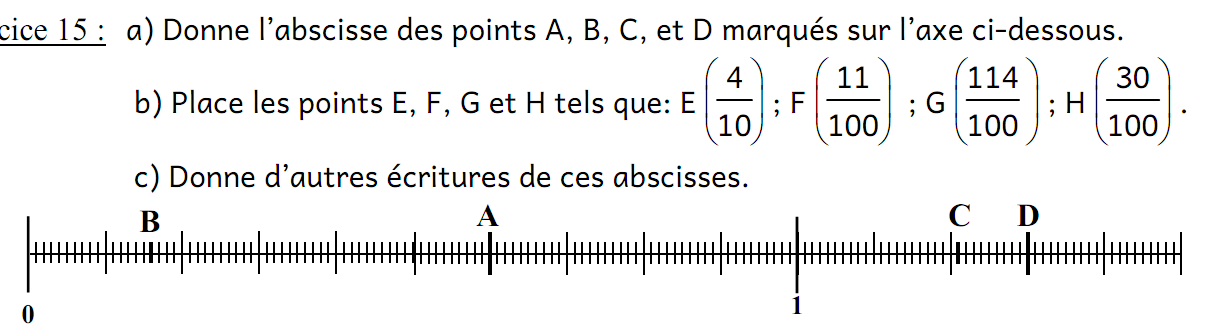 cice 15 : a) Donne l'abscisse des points A, B, C, et D marqués sur l'axe ci-dessous.
b) Place les points E, F, G et H tels que: E (4/10) ; F (11/100) ; G (114/100) ; H (30/100) .
c) Donne d'autres écritures de ces abscisses.
B A C D
0 1